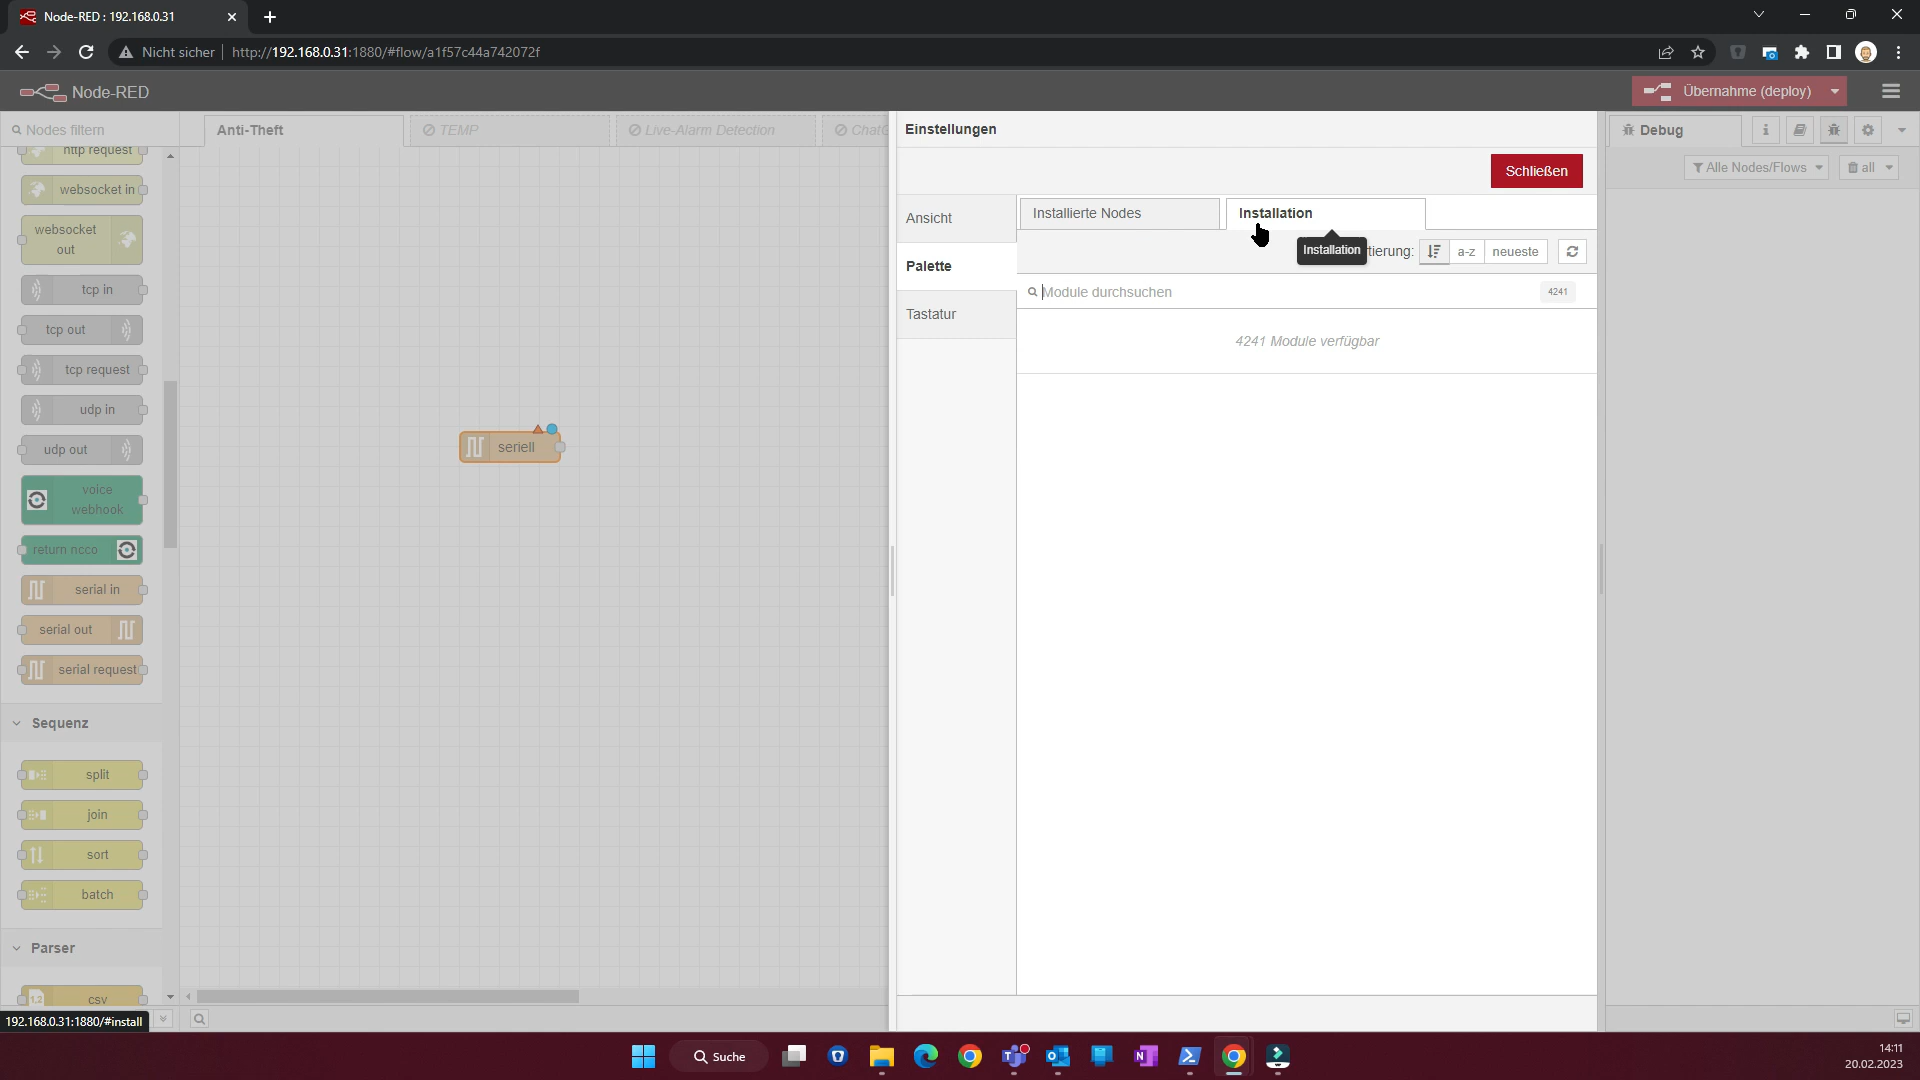 Node-RED : 192.168.0.31
Nicht sicher
http://192.168.0.31:1880/#flow/a1f57c44a742072f
Node-RED
Übernahme (deploy)
Nodes filtern
Anti-Theft
TEMP
Live-Alarm Detection
ChatG
Einstellungen
Debug
http request
Schließen
Alle Nodes/Flows
all
websocket in
Ansicht
Installierte Nodes
Installation
websocket
out
Installation
tierung:
a-z
neueste
Palette
tcp in
Module durchsuchen
4241
Tastatur
tcp out
4241 Module verfügbar
tcp request
udp in
udp out
seriell
voice
webhook
return ncco
serial in
serial out
serial request
Sequenz
split
join
sort
batch
Parser
1,2
csv
192.168.0.31:1880/#install
Suche
14:11
20.02.2023